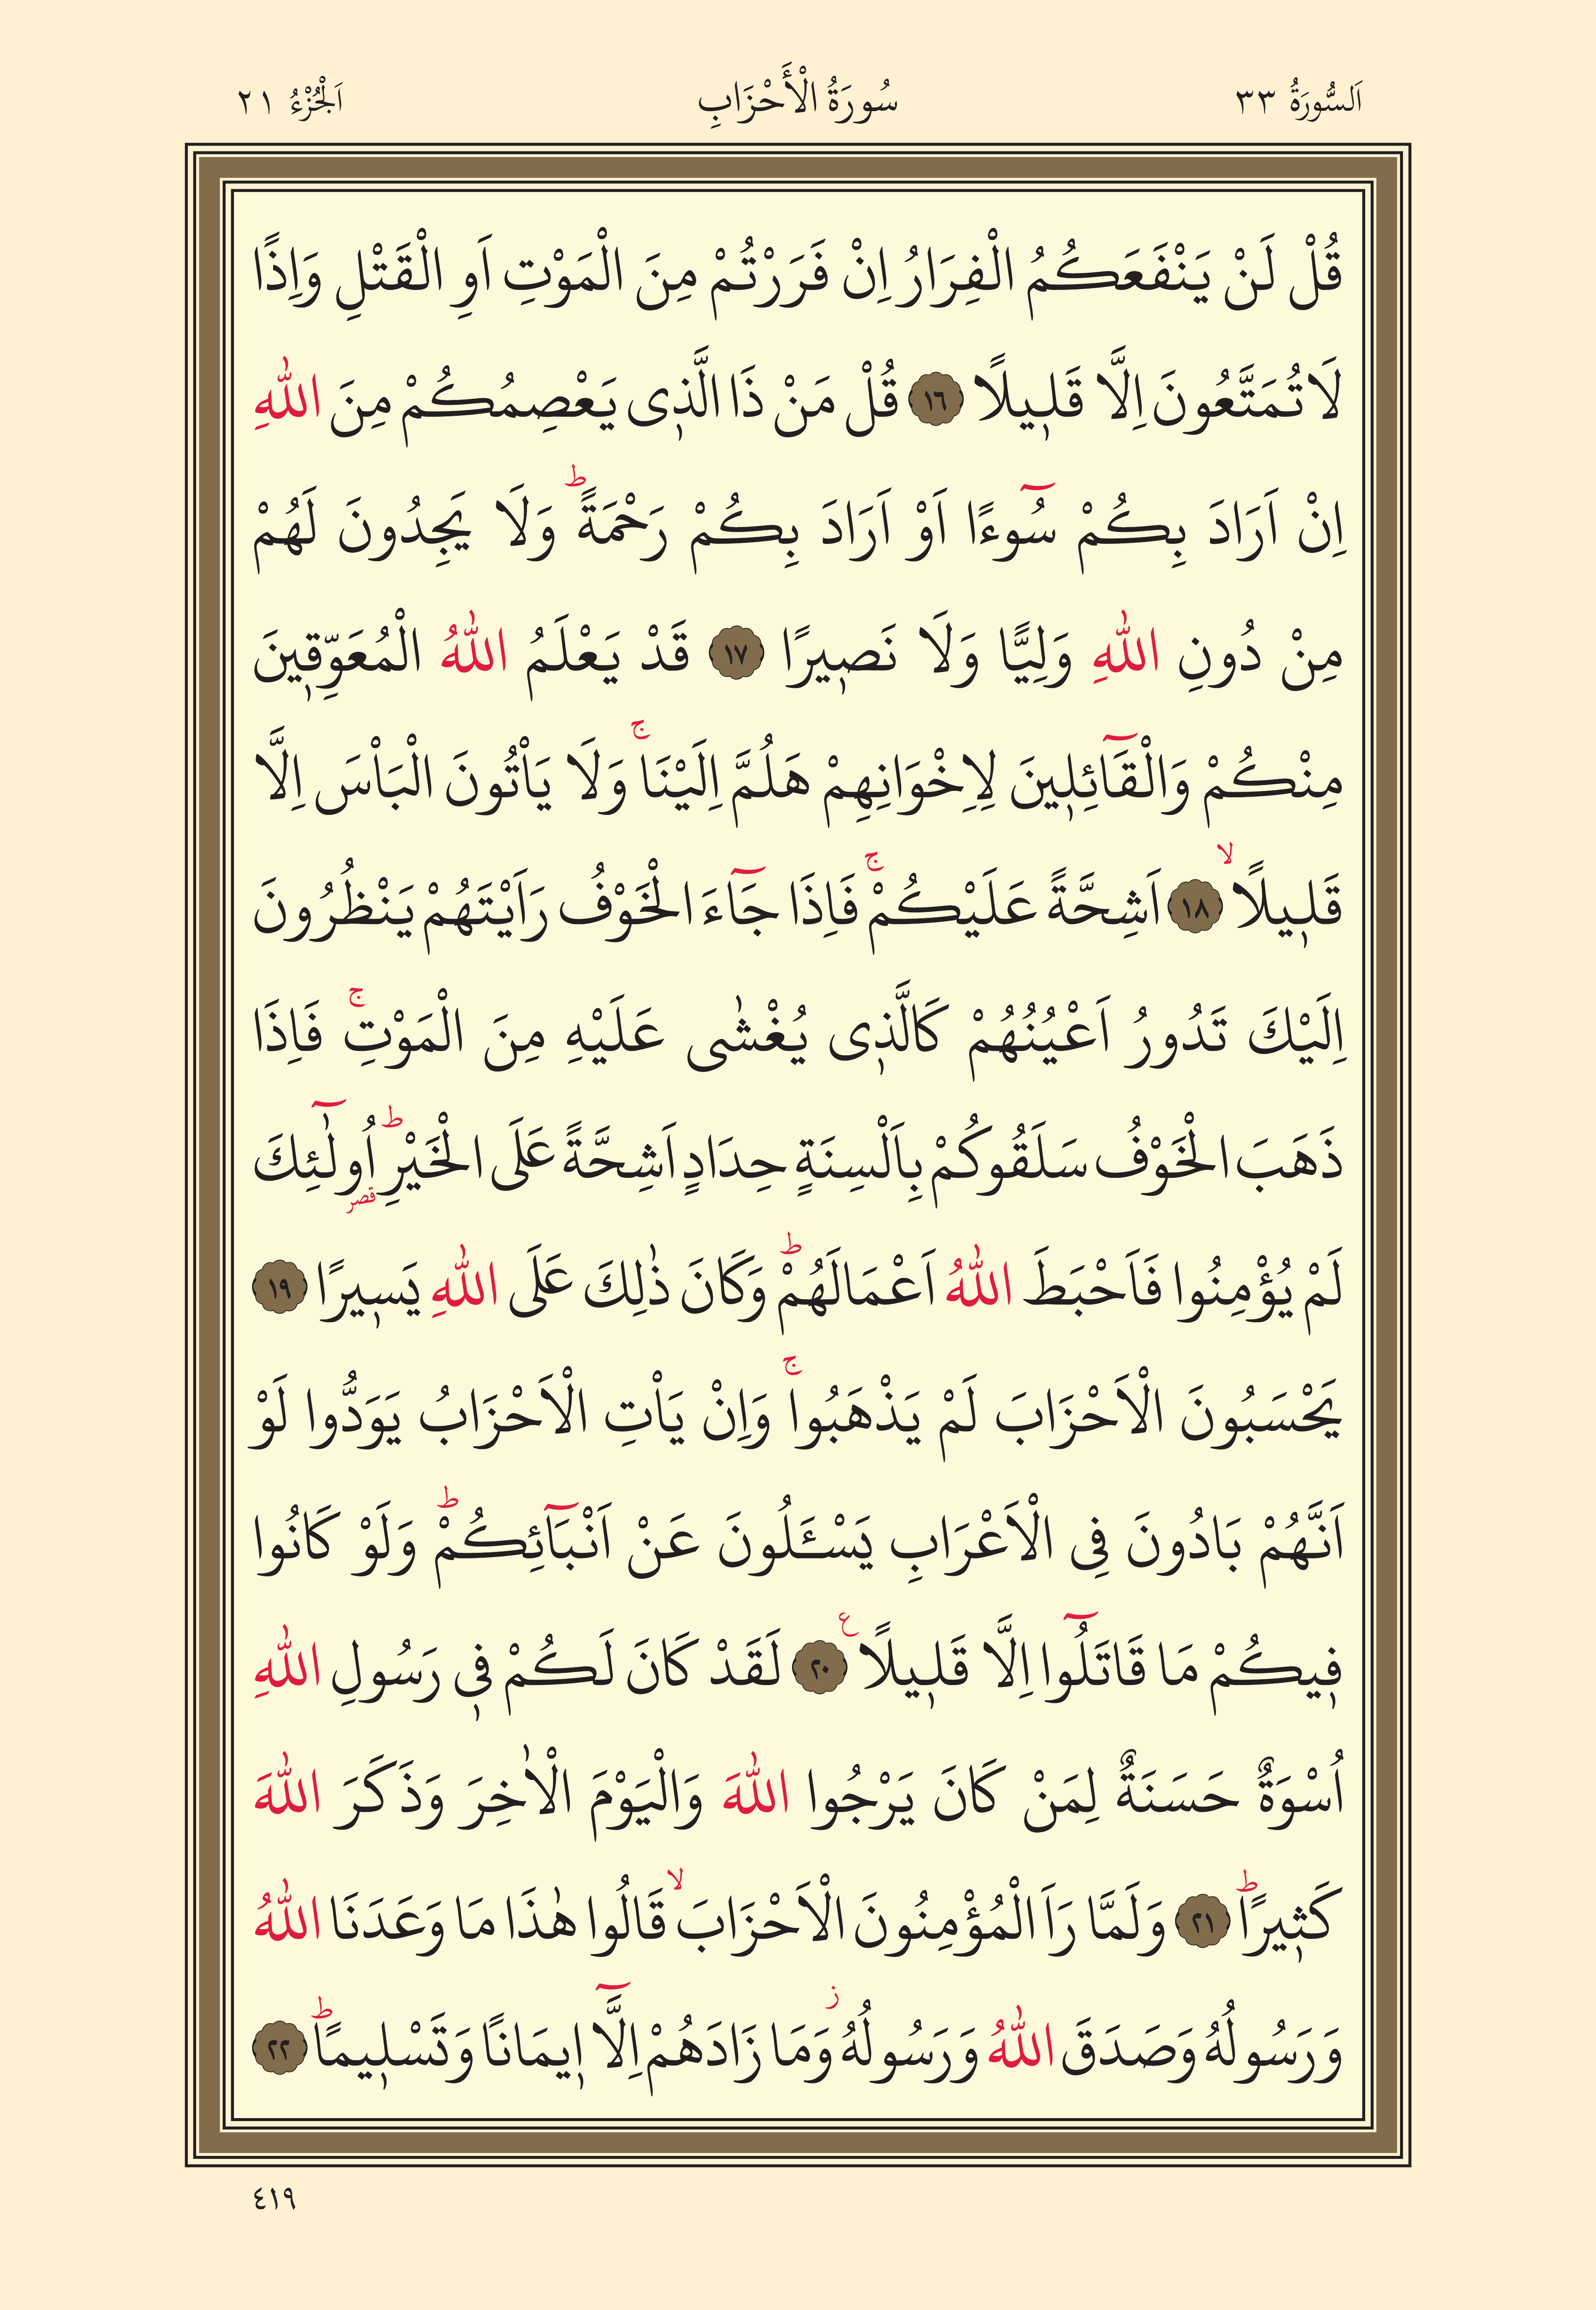 اَلسُّورَةُ ٣٣ سُورَةُ الْأَحْزَابِ اَلْجُزْءُ ٢١
قُلْ لَنْ يَنْفَعَكُمُ الْفِرَارُ اِنْ فَرَرْتُمْ مِنَ الْمَوْتِ اَوِ الْقَتْلِ وَاِذًا
لَا تُمَتَّعُونَ اِلَّا قَلٖيلًا ١٦ قُلْ مَنْ ذَا الَّذٖى يَعْصِمُكُمْ مِنَ اللّٰهِ
اِنْ اَرَادَ بِكُمْ سُٓوءًا اَوْ اَرَادَ بِكُمْ رَحْمَةًؕ وَلَا يَجِدُونَ لَهُمْ
مِنْ دُونِ اللّٰهِ وَلِيًّا وَلَا نَصٖيرًا ١٧ قَدْ يَعْلَمُ اللّٰهُ الْمُعَوِّقٖينَ
مِنْكُمْ وَالْقَٓائِلٖينَ لِاِخْوَانِهِمْ هَلُمَّ اِلَيْنَاۚ وَلَا يَاْتُونَ الْبَاْسَ اِلَّا
قَلٖيلًاۙ ١٨ اَشِحَّةً عَلَيْكُمْۚ فَاِذَا جَٓاءَ الْخَوْفُ رَاَيْتَهُمْ يَنْظُرُونَ
اِلَيْكَ تَدُورُ اَعْيُنُهُمْ كَالَّذٖى يُغْشٰى عَلَيْهِ مِنَ الْمَوْتِۚ فَاِذَا
ذَهَبَ الْخَوْفُ سَلَقُوكُمْ بِاَلْسِنَةٍ حِدَادٍ اَشِحَّةً عَلَى الْخَيْرِؕ اُو۬لٰٓئِكَ قصر
لَمْ يُؤْمِنُوا فَاَحْبَطَ اللّٰهُ اَعْمَالَهُمْؕ وَكَانَ ذٰلِكَ عَلَى اللّٰهِ يَسٖيرًا ١٩
يَحْسَبُونَ الْاَحْزَابَ لَمْ يَذْهَبُواۚ وَاِنْ يَاْتِ الْاَحْزَابُ يَوَدُّوا لَوْ
اَنَّهُمْ بَادُونَ فِى الْاَعْرَابِ يَسْـَٔلُونَ عَنْ اَنْبَٓائِكُمْؕ وَلَوْ كَانُوا
فٖيكُمْ مَا قَاتَلُٓوا اِلَّا قَلٖيلًا ع ٢٠ لَقَدْ كَانَ لَكُمْ فٖى رَسُولِ اللّٰهِ
اُسْوَةٌ حَسَنَةٌ لِمَنْ كَانَ يَرْجُوا اللّٰهَ وَالْيَوْمَ الْاٰخِرَ وَذَكَرَ اللّٰهَ
كَثٖيرًاؕ ٢١ وَلَمَّا رَاَ الْمُؤْمِنُونَ الْاَحْزَابَۙ قَالُوا هٰذَا مَا وَعَدَنَا اللّٰهُ
وَرَسُولُهُ وَصَدَقَ اللّٰهُ وَرَسُولُهُ ز وَمَا زَادَهُمْ اِلَّٓا اٖيمَانًا وَتَسْلٖيمًاؕ ٢٢
٤١٩